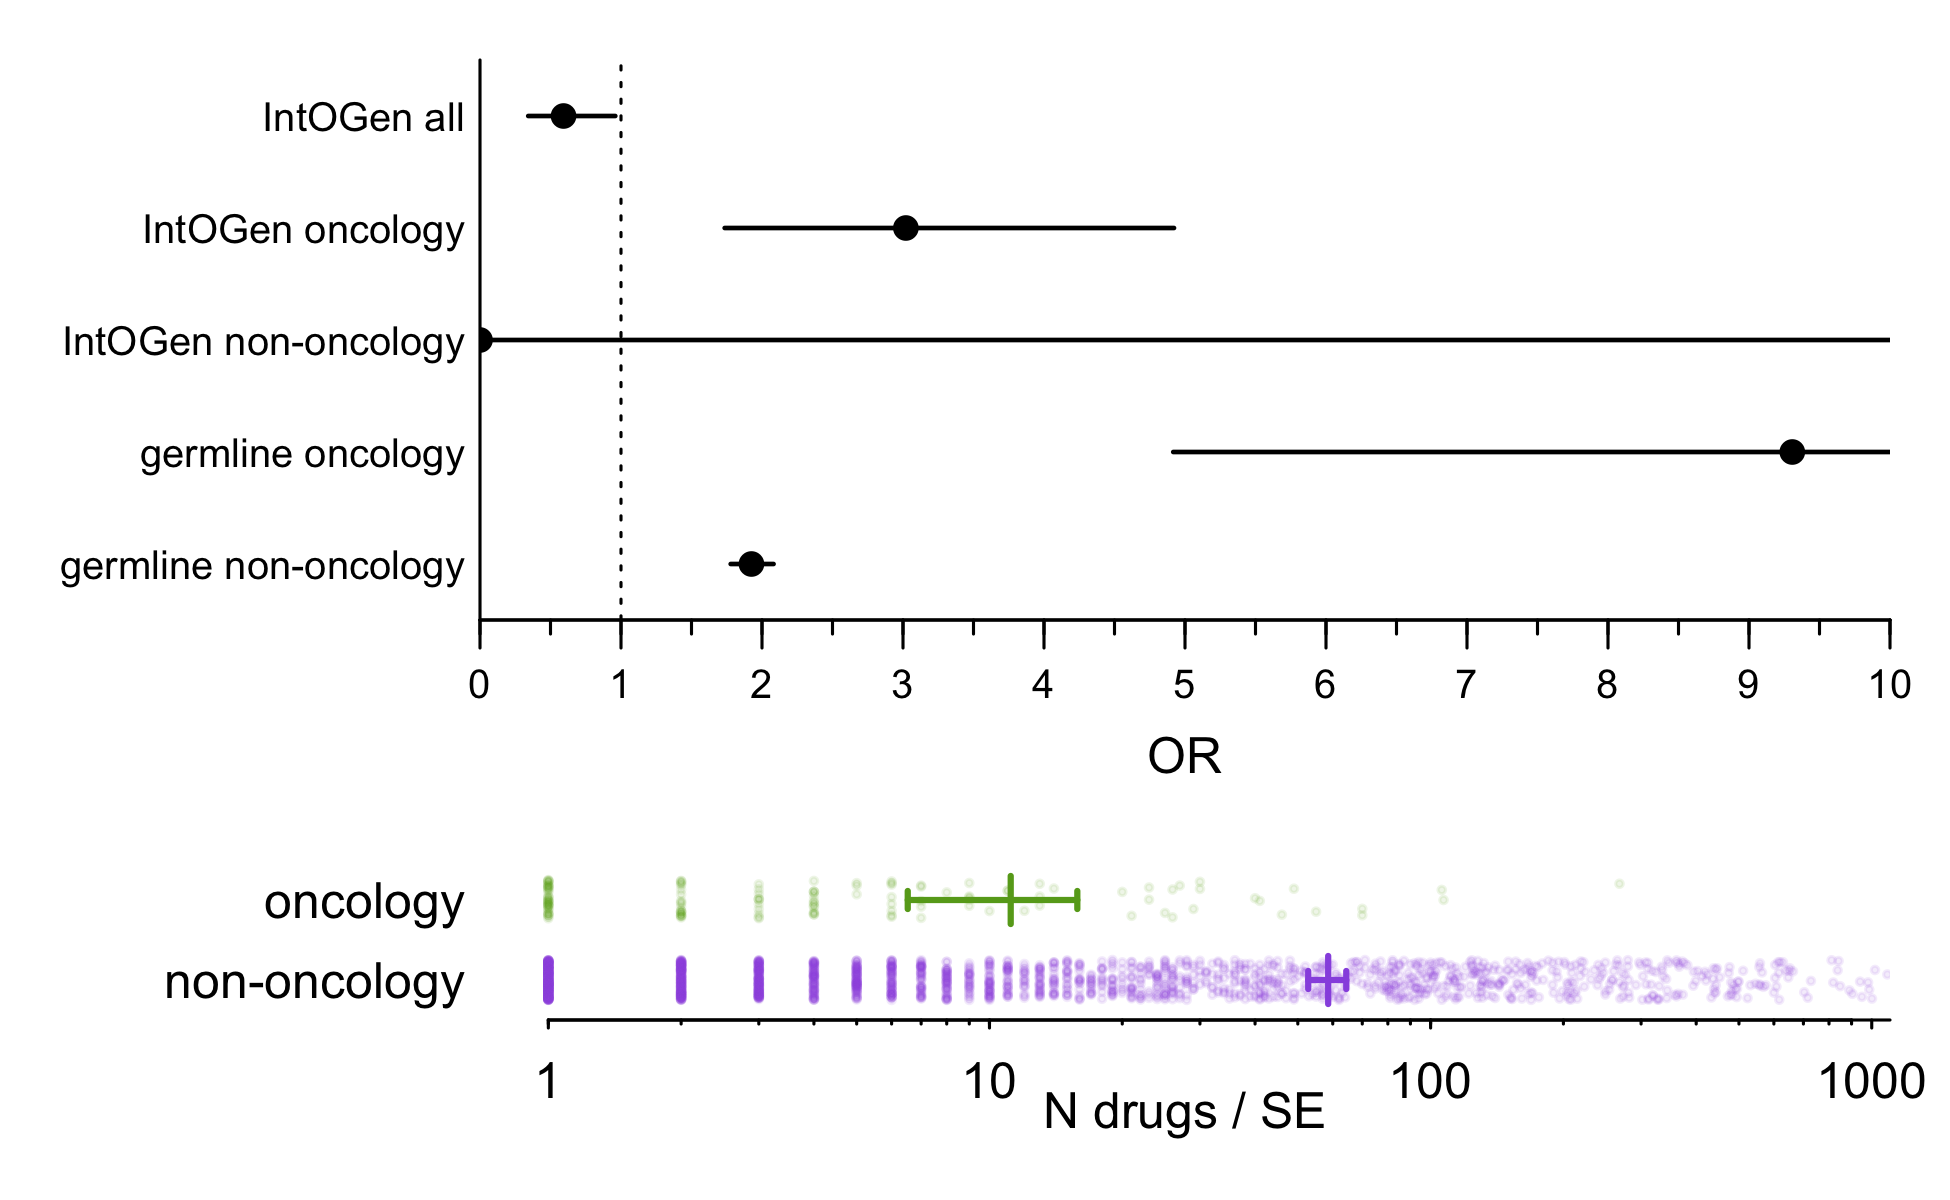 IntOGen all
IntOGen oncology
IntOGen non-oncology
germline oncology
germline non-oncology
0 1 2 3 4 5 6 7 8 9 10
OR
oncology
non-oncology
1 10 100 1000
N drugs / SE